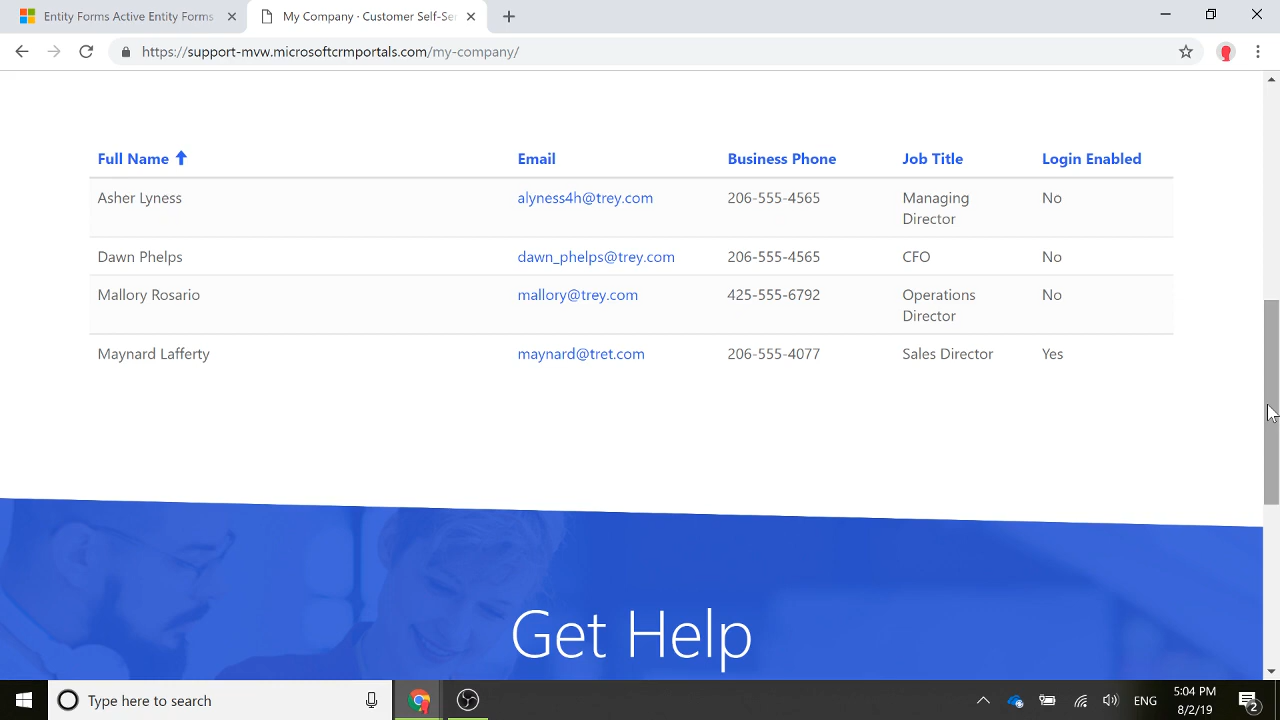 Entity Forms Active Entity Forms
My Company · Customer Self-Ser
https://support-mvw.microsoftcrmportals.com/my-company/
Full Name Email Business Phone Job Title Login Enabled
Asher Lyness alyness4h@trey.com 206-555-4565 Managing Director No
Dawn Phelps dawn_phelps@trey.com 206-555-4565 CFO No
Mallory Rosario mallory@trey.com 425-555-6792 Operations Director No
Maynard Lafferty maynard@tret.com 206-555-4077 Sales Director Yes
Get Help
Type here to search
ENG
5:04 PM
8/2/19
2